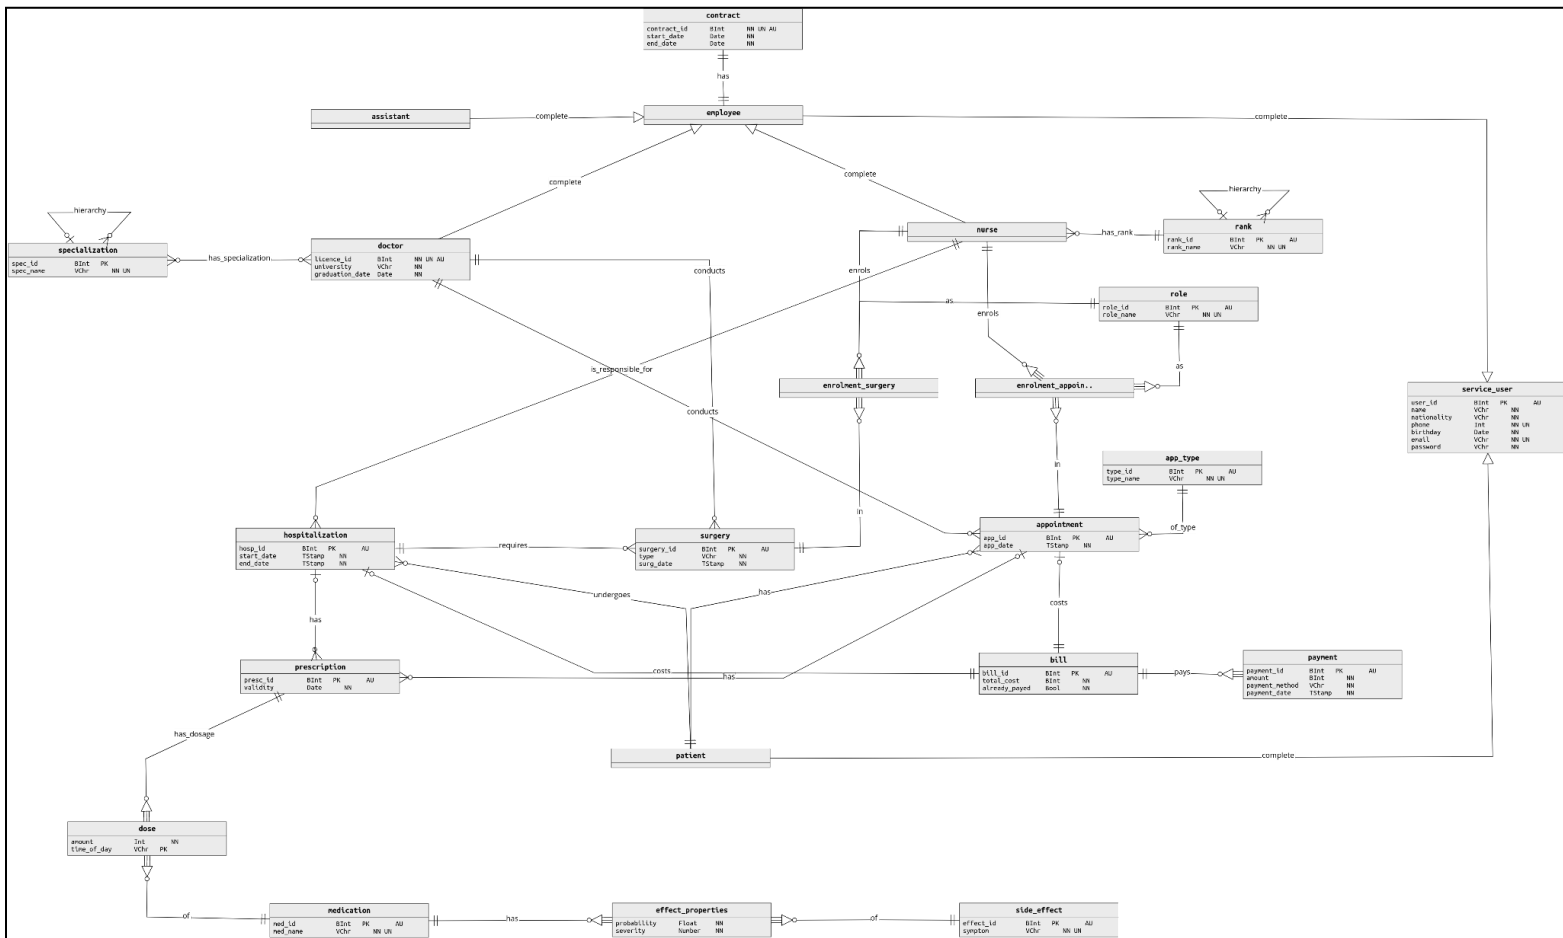 contract
contract_id BInt NN UN AU
start_date Date NN
end_date Date NN
has
assistant
complete
employee
complete
complete
complete
hierarchy
specialization
spec_id BInt PK
spec_name VChr NN UN
has_specialization
doctor
licence_id BInt NN UN AU
university VChr NN
graduation_date Date NN
conducts
nurse
has_rank
hierarchy
rank
rank_id BInt PK AU
rank_name VChr NN UN
enrols
as
role
role_id BInt PK AU
role_name VChr NN UN
enrols
as
is_responsible_for
conducts
enrolment_surgery
enrolment_appoin..
service_user
user_id BInt PK AU
name VChr NN
nationality VChr NN
phone Int NN UN
birthday Date NN
email VChr NN UN
password VChr NN
in
app_type
type_id BInt PK AU
type_name VChr NN UN
in
of_type
hospitalization
hosp_id BInt PK AU
start_date TStamp NN
end_date TStamp NN
requires
surgery
surgery_id BInt PK AU
type VChr NN
surg_date TStamp NN
appointment
app_id BInt PK AU
app_date TStamp NN
undergoes
has
costs
has
prescription
presc_id BInt PK AU
validity Date NN
costs
has
bill
bill_id BInt PK AU
total_cost BInt NN
already_payed Bool NN
pays
payment
payment_id BInt PK AU
amount BInt NN
payment_method VChr NN
payment_date TStamp NN
has_dosage
patient
complete
dose
amount Int NN
time_of_day VChr PK
of
medication
med_id BInt PK AU
med_name VChr NN UN
has
effect_properties
probability Float NN
severity Number NN
of
side_effect
effect_id BInt PK AU
symptom VChr NN UN